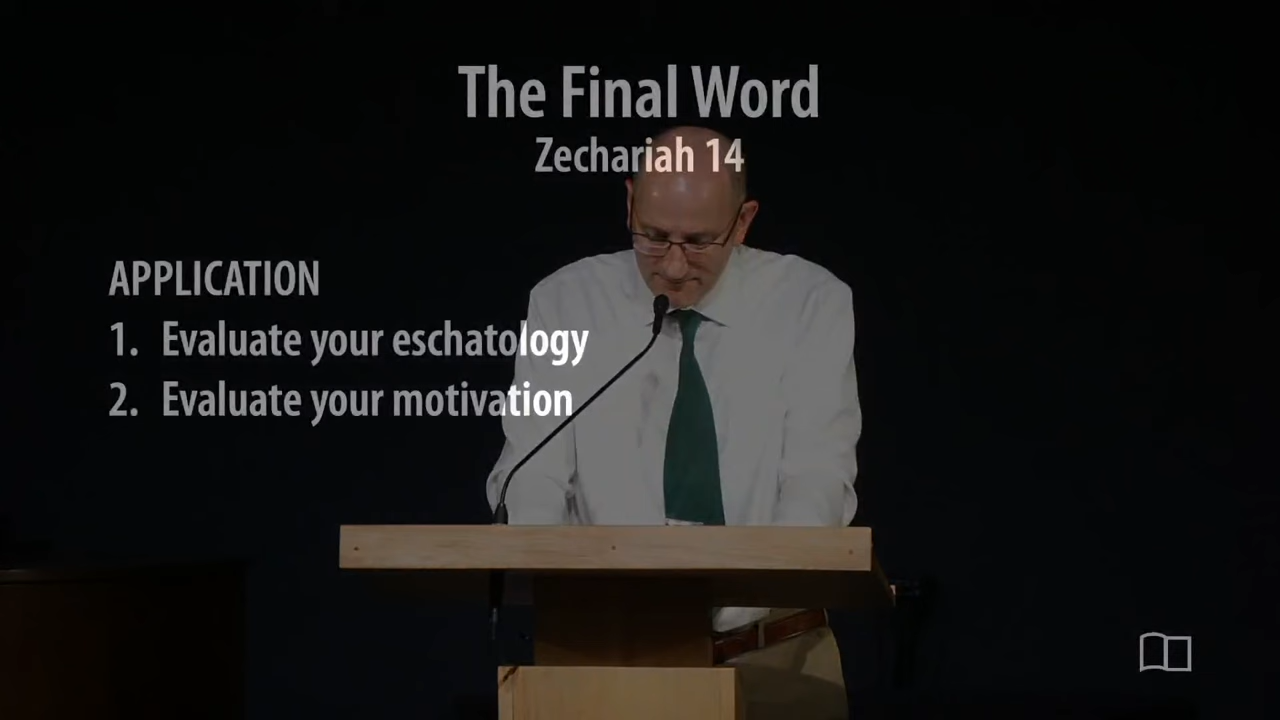 The Final Word
Zechariah 14
APPLICATION
1. Evaluate your eschatology
2. Evaluate your motivation